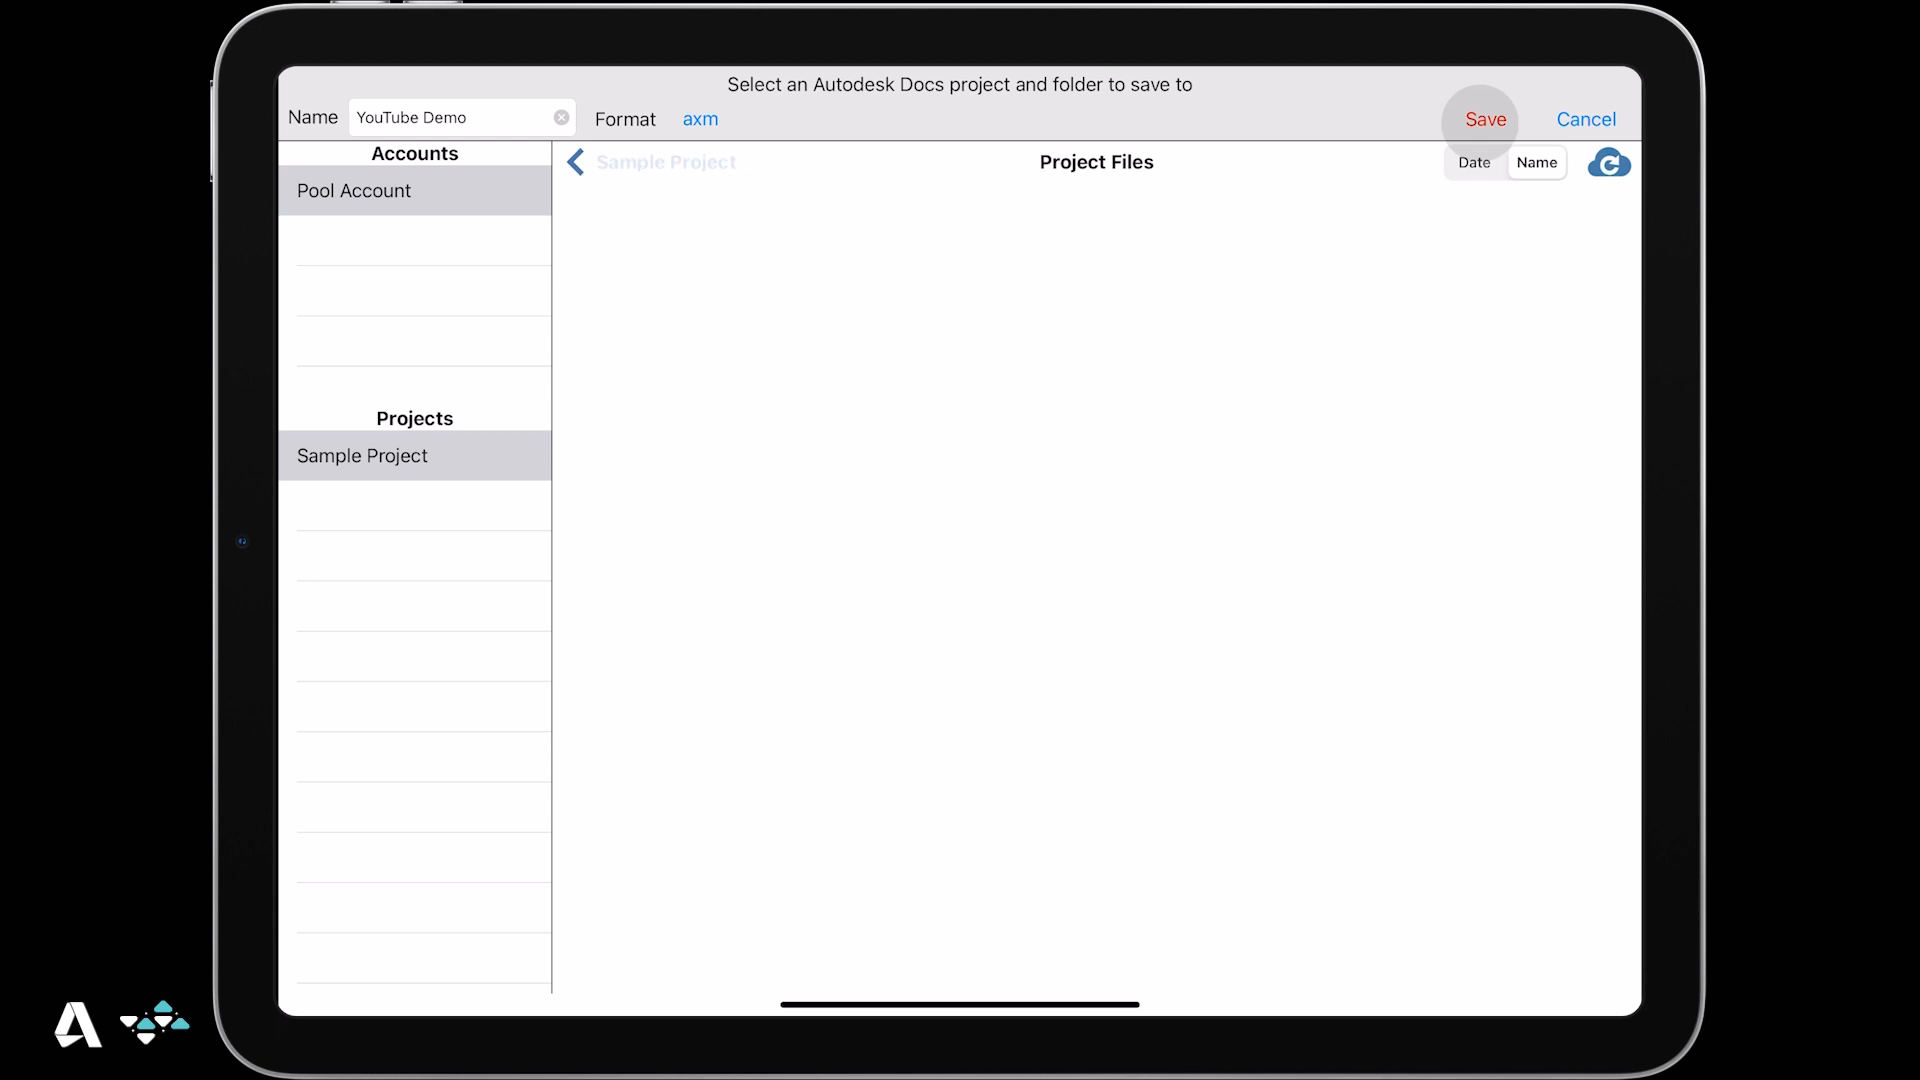 Select an Autodesk Docs project and folder to save to
Name YouTube Demo Format axm Save Cancel
Accounts
Pool Account
Projects
Sample Project
Sample Project Project Files Date Name